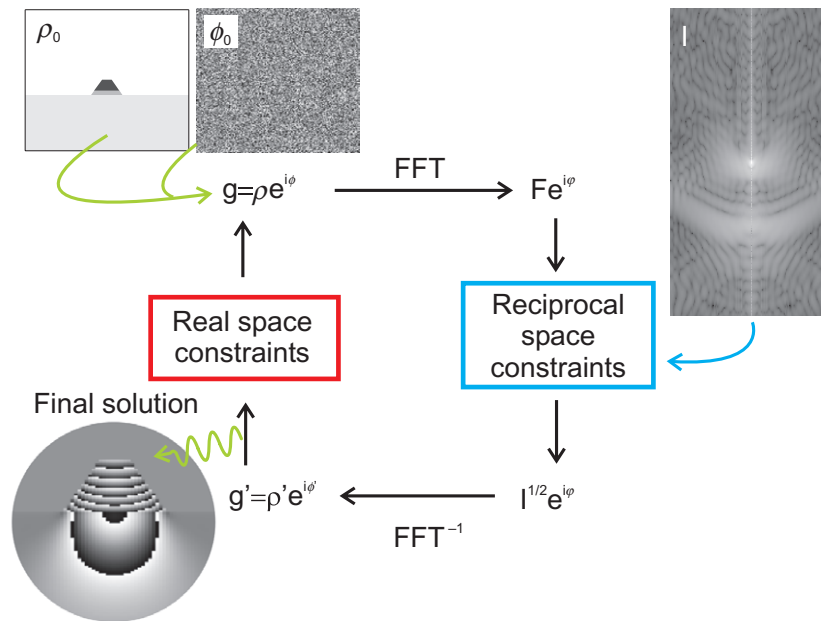 ρ₀
ϕ₀
I
g=ρe^{iϕ}
FFT
Fe^{iφ}
Real space
constraints
Reciprocal
space
constraints
Final solution
g'=ρ'e^{iϕ'}
FFT⁻¹
I^{1/2}e^{iφ}